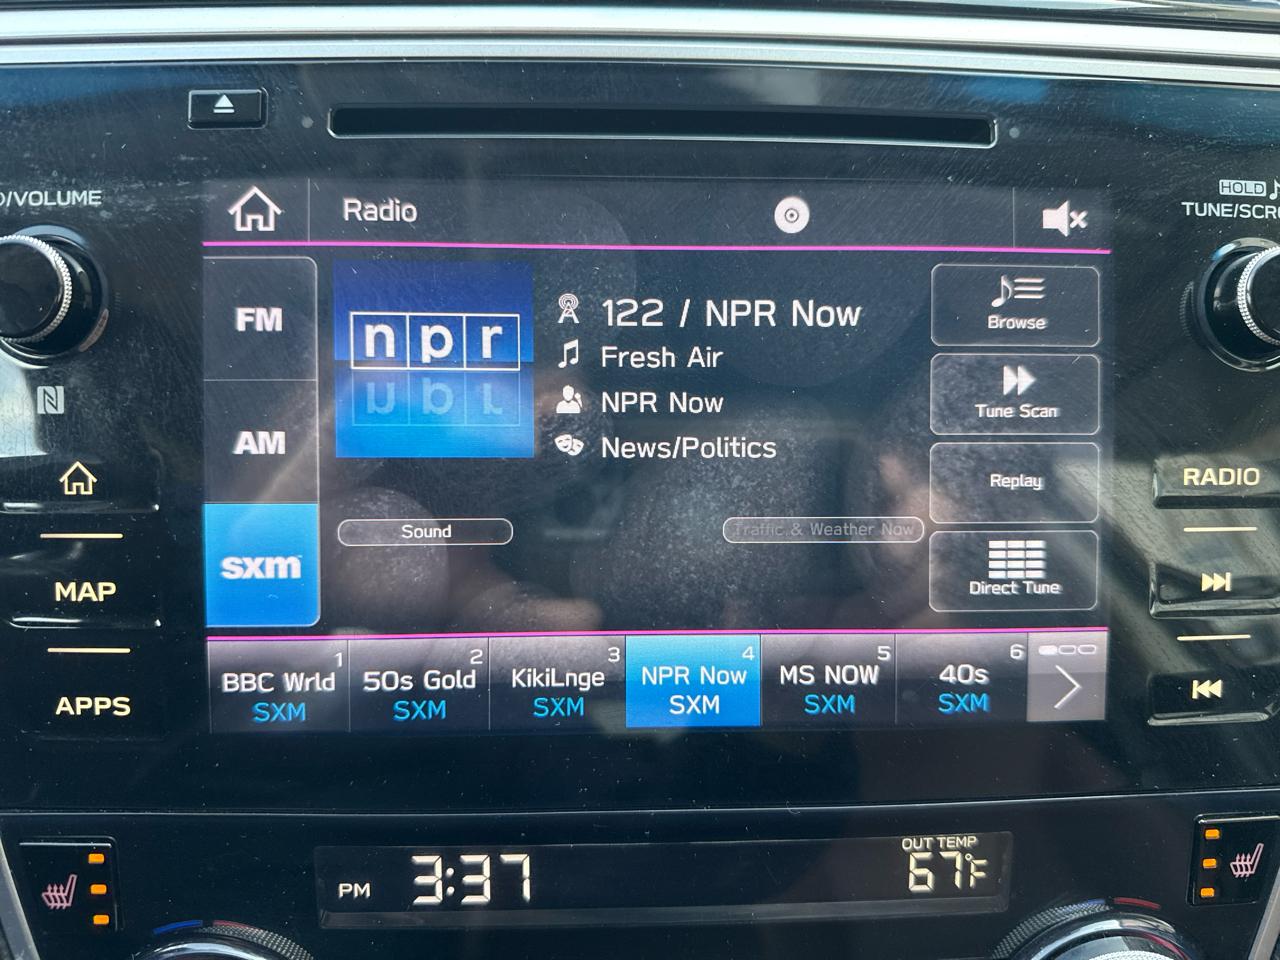 /VOLUME
HOLD
TUNE/SCR
Radio
FM
AM
sxm
npr
122 / NPR Now
Fresh Air
NPR Now
News/Politics
Browse
Tune Scan
Replay
Direct Tune
Sound
Traffic & Weather Now
1
BBC Wrld
SXM
2
50s Gold
SXM
3
KikiLnge
SXM
4
NPR Now
SXM
5
MS NOW
SXM
6
40s
SXM
MAP
APPS
RADIO
PM 3:37
OUT TEMP
67°F